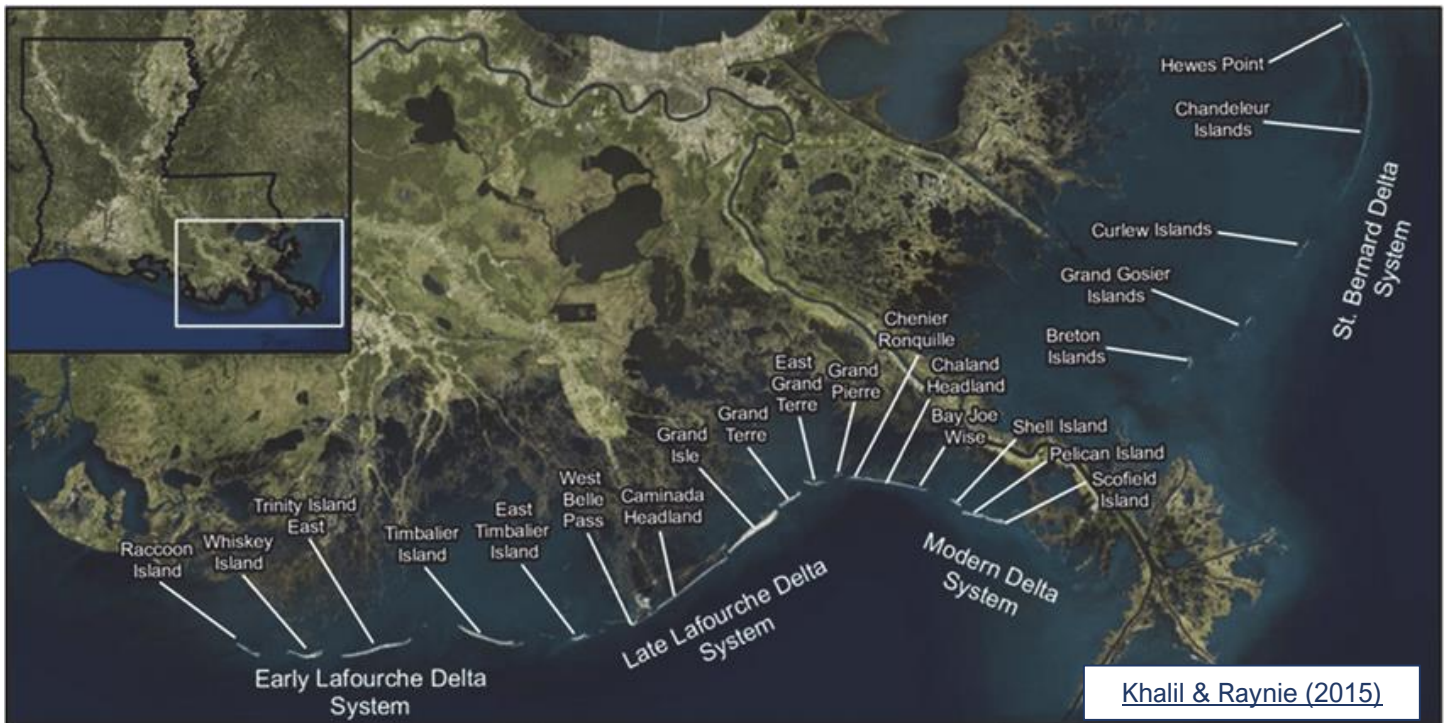 Hewes Point
Chandeleur
Islands
Curlew Islands
Grand Gosier
Islands
Breton
Islands
St. Bernard Delta
System
Chenier
Ronquille
East
Grand
Terre
Grand
Pierre
Chaland
Headland
Grand
Terre
Bay Joe
Wise
Shell Island
Pelican Island
Scofield
Island
Grand
Isle
West
Belle
Pass
Caminada
Headland
Trinity Island
East
East
Timbalier
Island
Timbalier
Island
Whiskey
Island
Raccoon
Island
Early Lafourche Delta
System
Late Lafourche Delta
System
Modern Delta
System
Khalil & Raynie (2015)